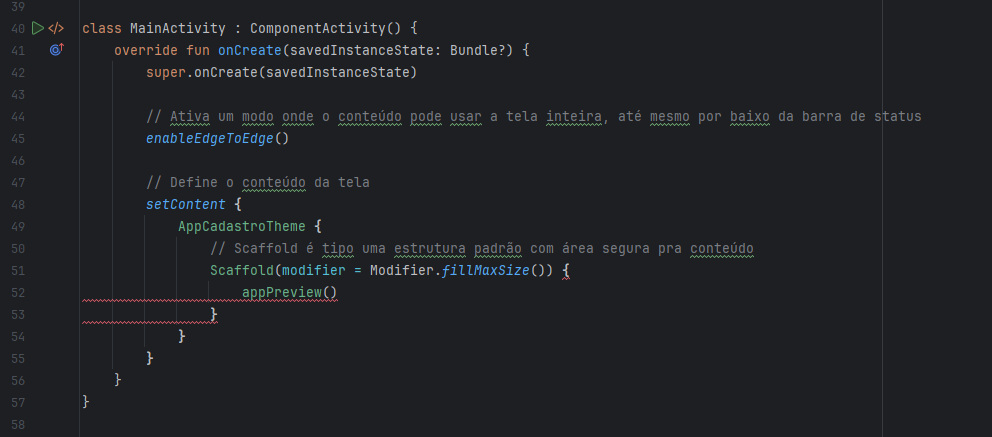 39
40 class MainActivity : ComponentActivity() {
41 override fun onCreate(savedInstanceState: Bundle?) {
42 super.onCreate(savedInstanceState)
43
44 // Ativa um modo onde o conteúdo pode usar a tela inteira, até mesmo por baixo da barra de status
45 enableEdgeToEdge()
46
47 // Define o conteúdo da tela
48 setContent {
49 AppCadastroTheme {
50 // Scaffold é tipo uma estrutura padrão com área segura pra conteúdo
51 Scaffold(modifier = Modifier.fillMaxSize()) {
52 appPreview()
53 }
54 }
55 }
56 }
57 }
58